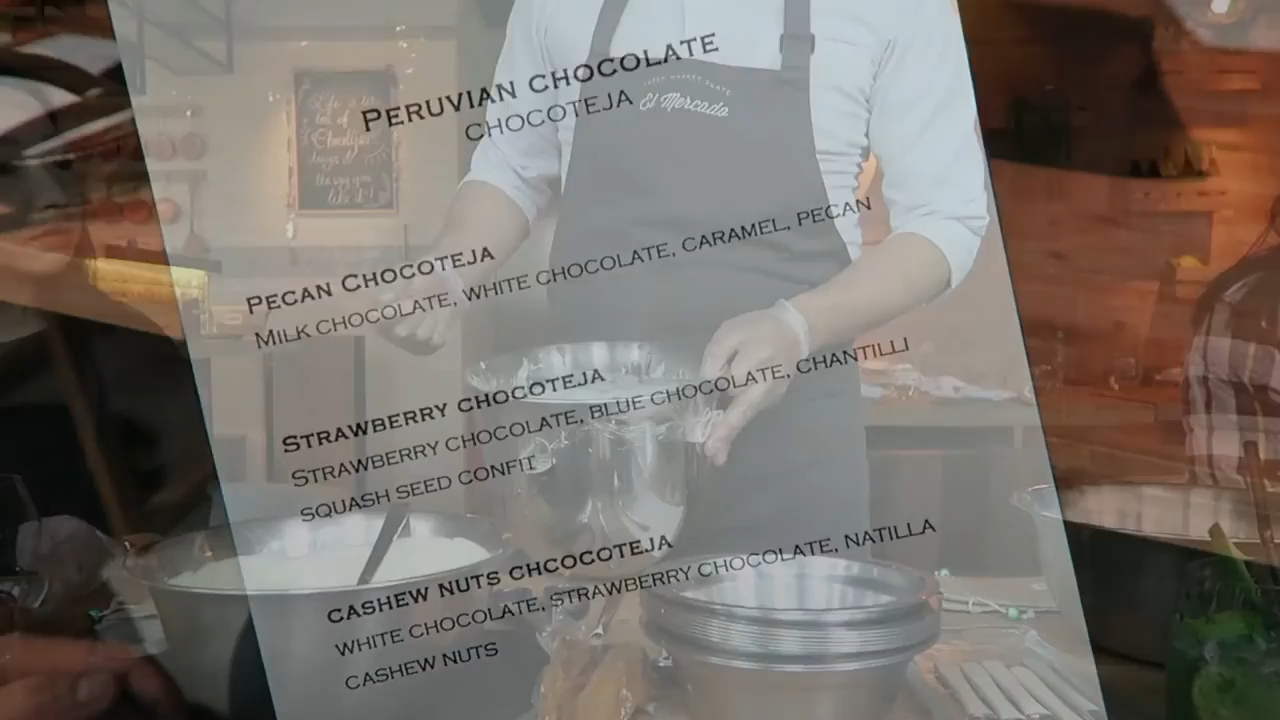 PERUVIAN CHOCOLATE
CHOCOTEJA
El Mercado
PECAN CHOCOTEJA
MILK CHOCOLATE, WHITE CHOCOLATE, CARAMEL, PECAN
STRAWBERRY CHOCOTEJA
STRAWBERRY CHOCOLATE, BLUE CHOCOLATE, CHANTILLI
SQUASH SEED CONFIT
CASHEW NUTS CHCOCOTEJA
WHITE CHOCOLATE, STRAWBERRY CHOCOLATE, NATILLA
CASHEW NUTS